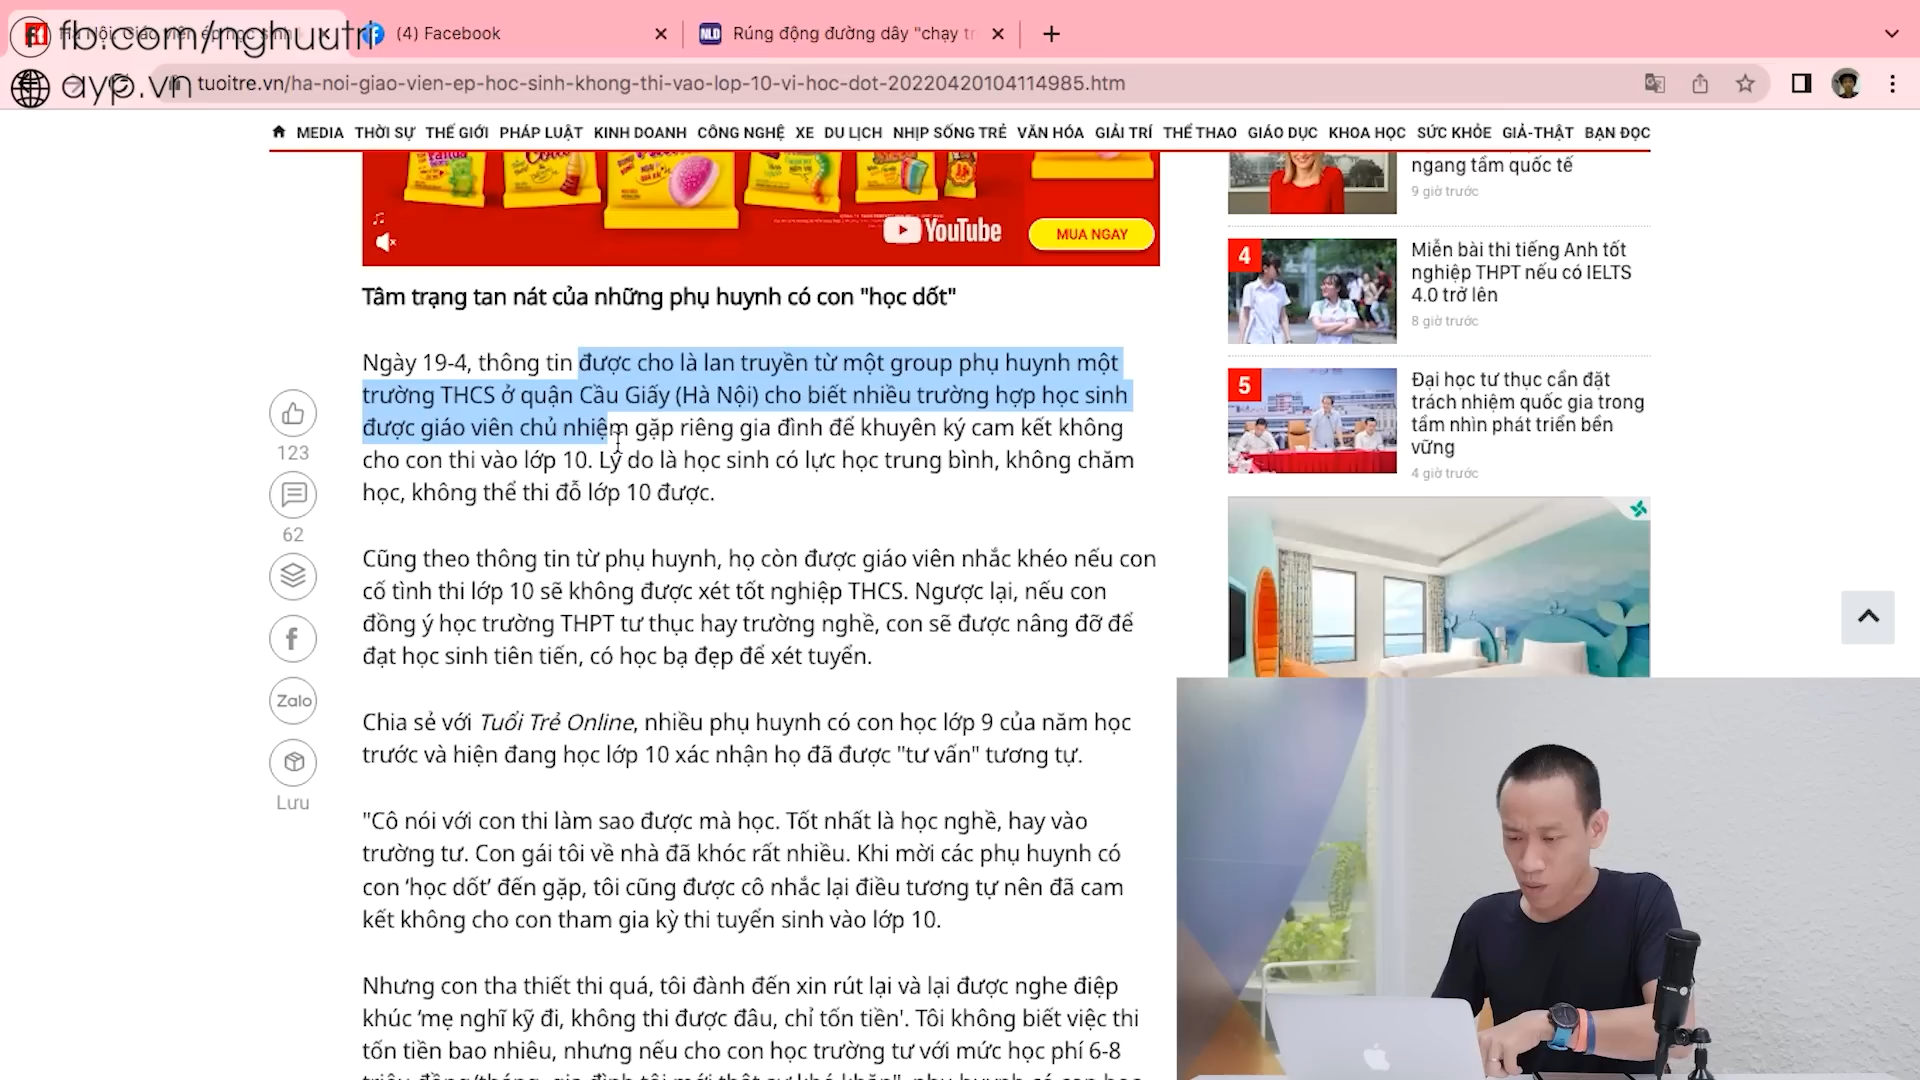 fb.com/nghuutri
(4) Facebook
Rúng động đường dây "chạy tr
ayp.vn
tuoitre.vn/ha-noi-giao-vien-ep-hoc-sinh-khong-thi-vao-lop-10-vi-hoc-dot-20220420104114985.htm
MEDIA THỜI SỰ THẾ GIỚI PHÁP LUẬT KINH DOANH CÔNG NGHỆ XE DU LỊCH NHỊP SỐNG TRẺ VĂN HÓA GIẢI TRÍ THỂ THAO GIÁO DỤC KHOA HỌC SỨC KHỎE GIẢ-THẬT BẠN ĐỌC
YouTube
MUA NGAY
Tâm trạng tan nát của những phụ huynh có con "học dốt"
Ngày 19-4, thông tin được cho là lan truyền từ một group phụ huynh một
trường THCS ở quận Cầu Giấy (Hà Nội) cho biết nhiều trường hợp học sinh
được giáo viên chủ nhiệm gặp riêng gia đình để khuyên ký cam kết không
cho con thi vào lớp 10. Lý do là học sinh có lực học trung bình, không chăm
học, không thể thi đỗ lớp 10 được.
Cũng theo thông tin từ phụ huynh, họ còn được giáo viên nhắc khéo nếu con
cố tình thi lớp 10 sẽ không được xét tốt nghiệp THCS. Ngược lại, nếu con
đồng ý học trường THPT tư thục hay trường nghề, con sẽ được nâng đỡ để
đạt học sinh tiên tiến, có học bạ đẹp để xét tuyển.
Chia sẻ với Tuổi Trẻ Online, nhiều phụ huynh có con học lớp 9 của năm học
trước và hiện đang học lớp 10 xác nhận họ đã được "tư vấn" tương tự.
"Cô nói với con thi làm sao được mà học. Tốt nhất là học nghề, hay vào
trường tư. Con gái tôi về nhà đã khóc rất nhiều. Khi mời các phụ huynh có
con ‘học dốt’ đến gặp, tôi cũng được cô nhắc lại điều tương tự nên đã cam
kết không cho con tham gia kỳ thi tuyển sinh vào lớp 10.
Nhưng con tha thiết thi quá, tôi đành đến xin rút lại và lại được nghe điệp
khúc ‘mẹ nghĩ kỹ đi, không thi được đâu, chỉ tốn tiền'. Tôi không biết việc thi
tốn tiền bao nhiêu, nhưng nếu cho con học trường tư với mức học phí 6-8
123
62
Zalo
Lưu
ngang tầm quốc tế
9 giờ trước
4
Miễn bài thi tiếng Anh tốt
nghiệp THPT nếu có IELTS
4.0 trở lên
8 giờ trước
5
Đại học tư thục cần đặt
trách nhiệm quốc gia trong
tầm nhìn phát triển bền
vững
4 giờ trước